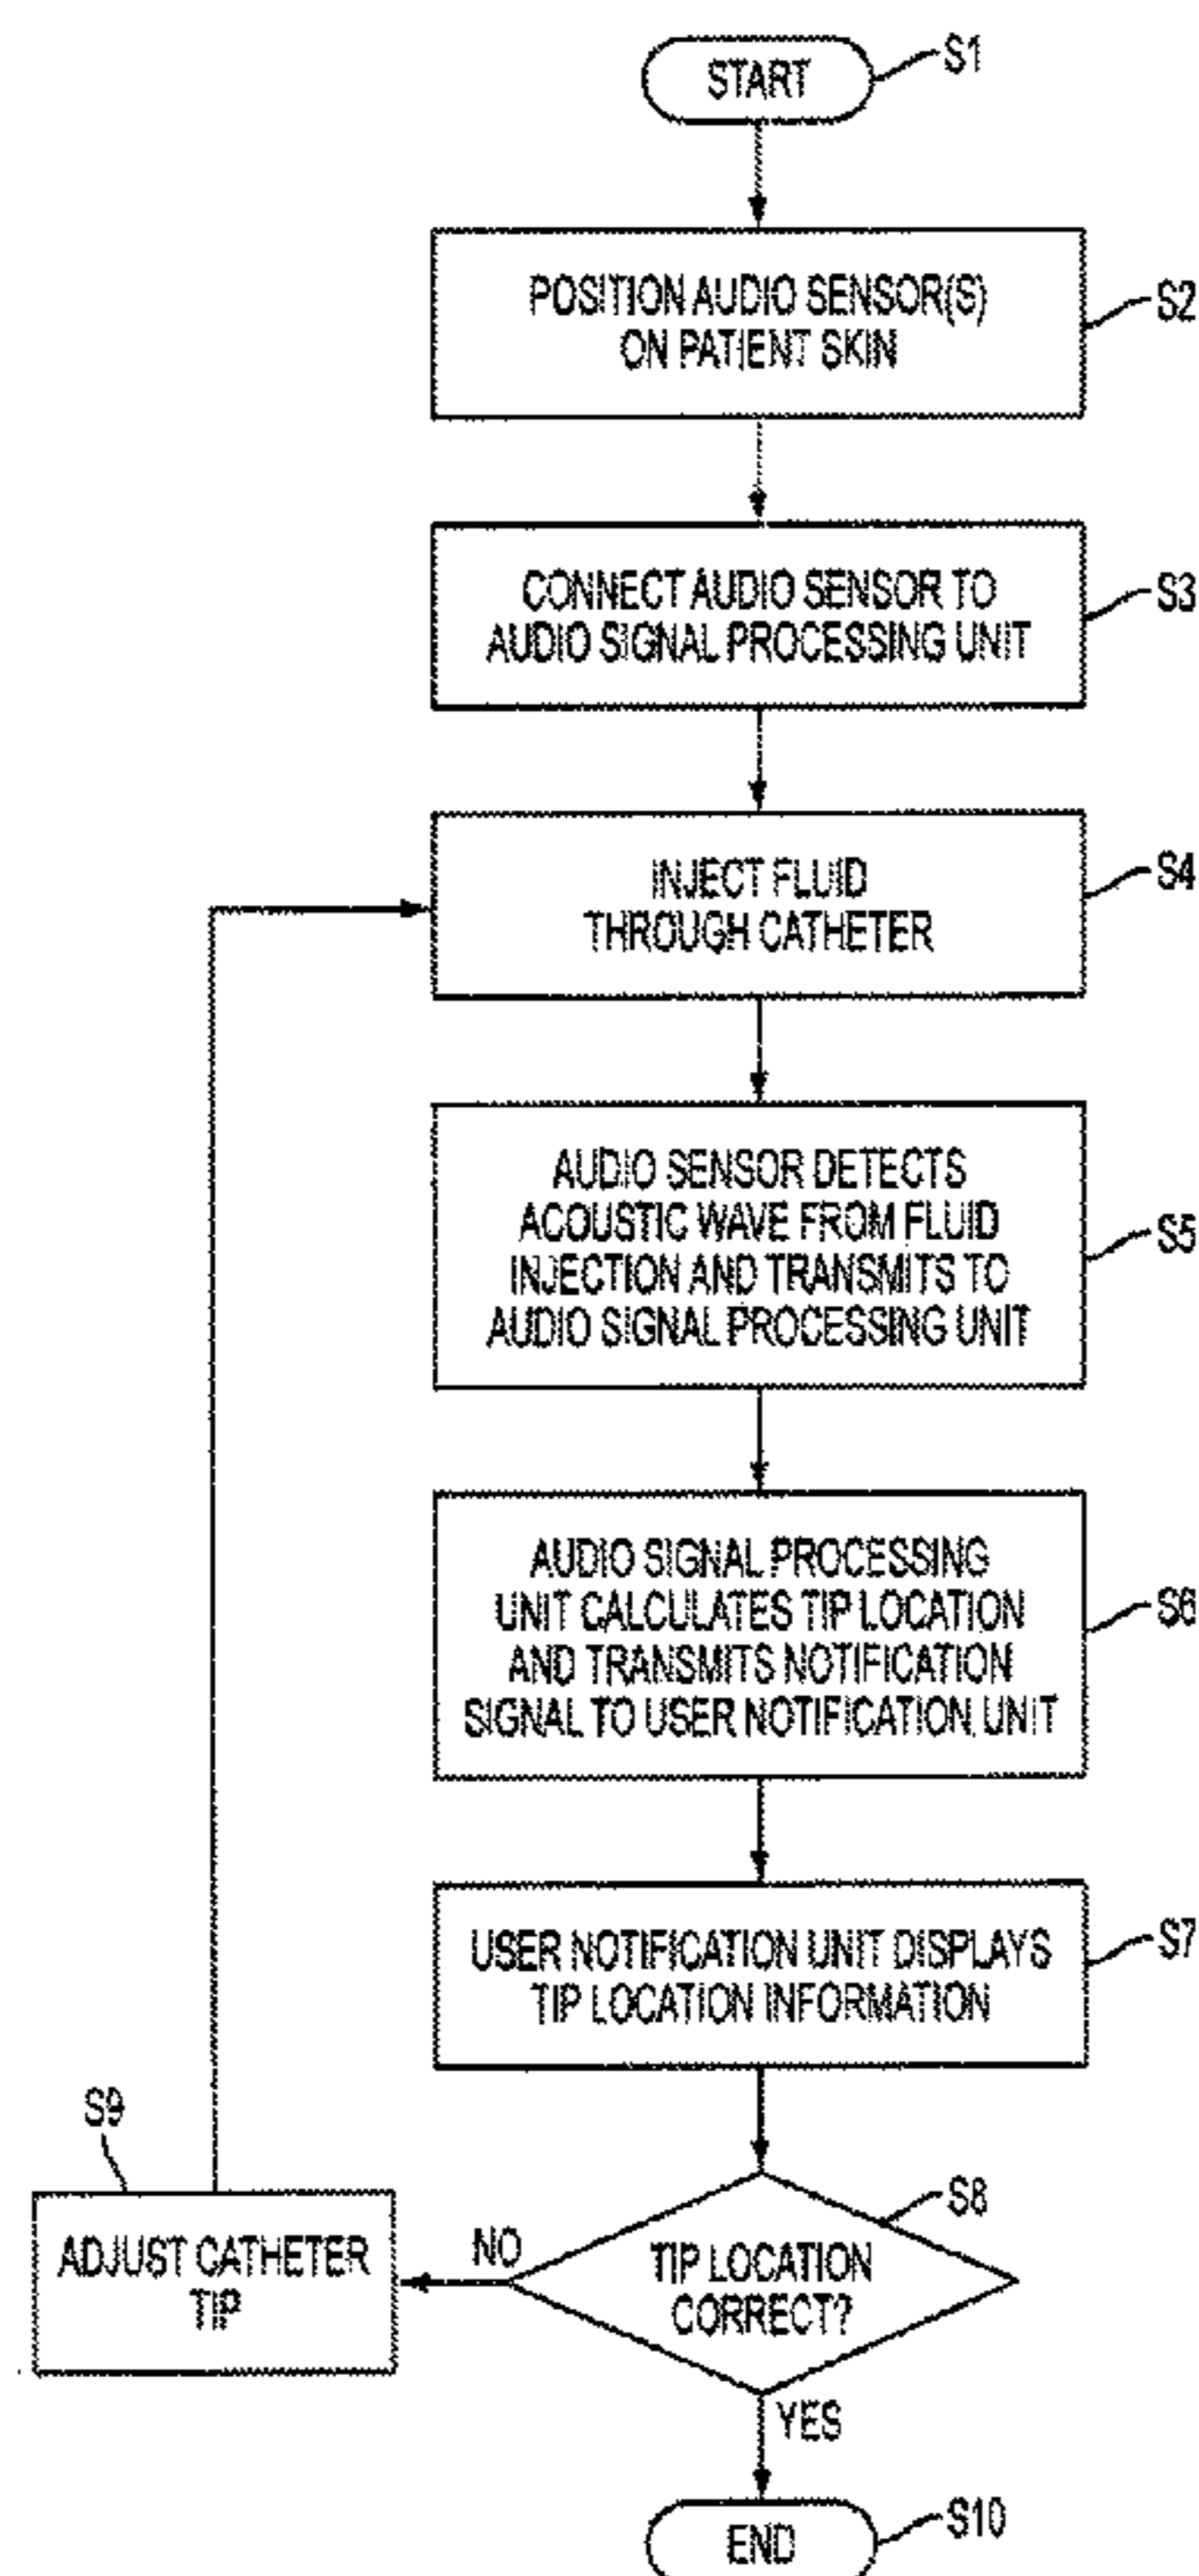 START
S1
POSITION AUDIO SENSOR(S)
ON PATIENT SKIN
S2
CONNECT AUDIO SENSOR TO
AUDIO SIGNAL PROCESSING UNIT
S3
INJECT FLUID
THROUGH CATHETER
S4
AUDIO SENSOR DETECTS
ACOUSTIC WAVE FROM FLUID
INJECTION AND TRANSMITS TO
AUDIO SIGNAL PROCESSING UNIT
S5
AUDIO SIGNAL PROCESSING
UNIT CALCULATES TIP LOCATION
AND TRANSMITS NOTIFICATION
SIGNAL TO USER NOTIFICATION UNIT
S6
USER NOTIFICATION UNIT DISPLAYS
TIP LOCATION INFORMATION
S7
TIP LOCATION
CORRECT?
S8
NO
S9
ADJUST CATHETER
TIP
YES
END
S10